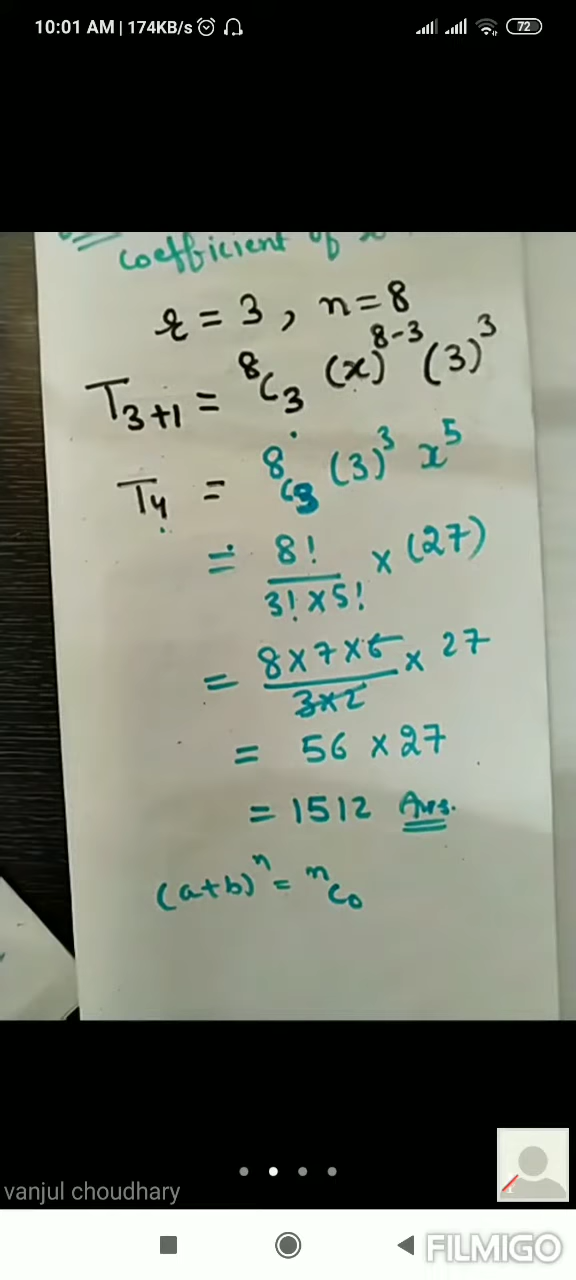 10:01 AM | 174KB/s
72
coefficient of x
r = 3, n = 8
T₃₊₁ = ⁸C₃ (x)⁸⁻³ (3)³
T₄ = ⁸C₃ (3)³ x⁵
= 8! / 3! × 5! × (27)
= 8 × 7 × 6 / 3 × 2 × 27
= 56 × 27
= 1512 Ans.
(a+b)ⁿ = ⁿC₀
vanjul choudhary
FILMIGO